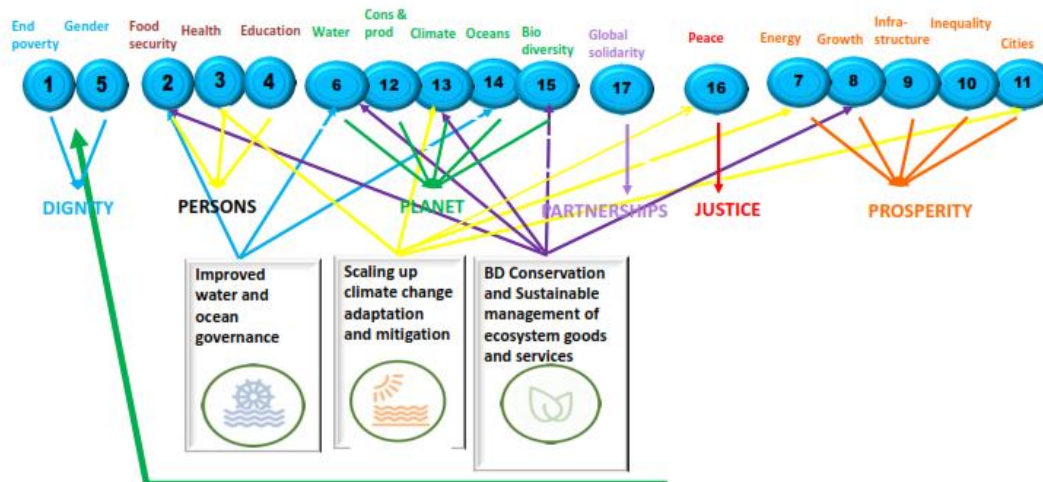 End poverty
Gender
Food security
Health
Education
Water
Cons & prod
Climate
Oceans
Bio diversity
Global solidarity
Peace
Energy
Growth
Infra- structure
Inequality
Cities
1
5
2
3
4
6
12
13
14
15
17
16
7
8
9
10
11
DIGNITY
PERSONS
PLANET
PARTNERSHIPS
JUSTICE
PROSPERITY
Improved
water and
ocean
governance
Scaling up
climate change
adaptation
and mitigation
BD Conservation
and Sustainable
management of
ecosystem goods
and services